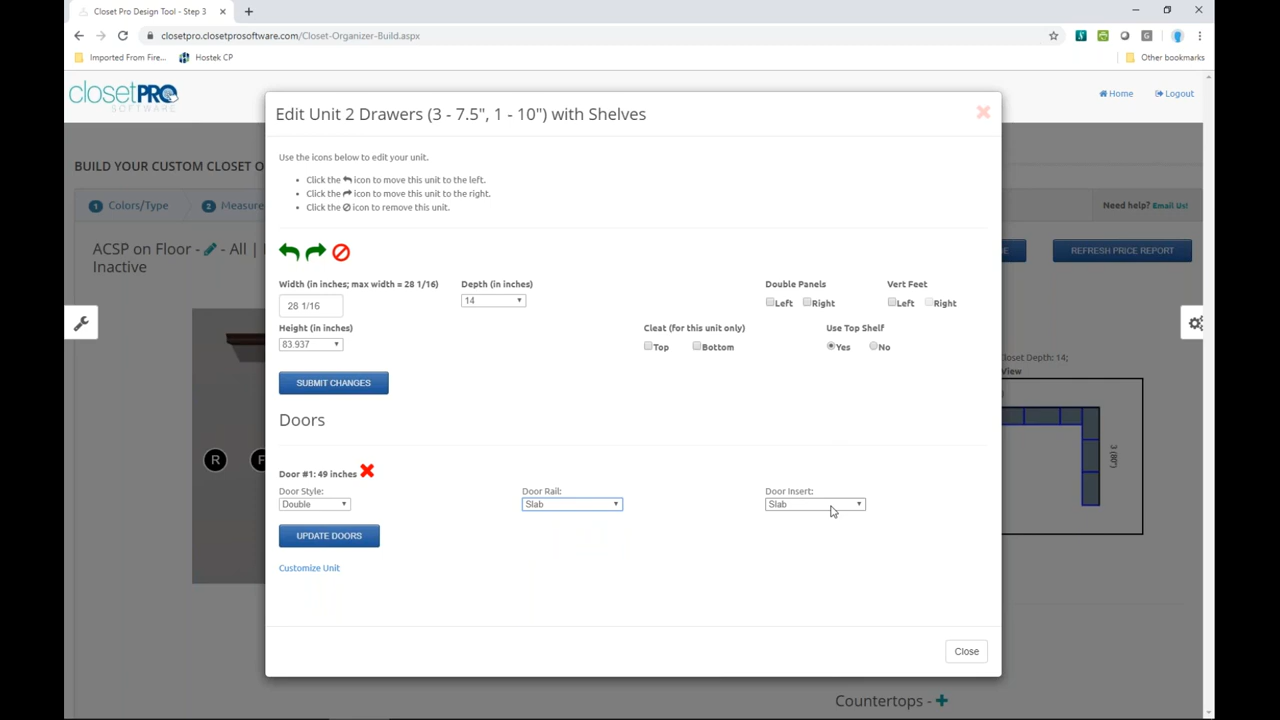 Closet Pro Design Tool - Step 3
closetpro.closetprosoftware.com/Closet-Organizer-Build.aspx
Imported From Fire...
Hostek CP
Other bookmarks
closetPRO
SOFTWARE
Home
Logout
Edit Unit 2 Drawers (3 - 7.5", 1 - 10") with Shelves
BUILD YOUR CUSTOM CLOSET O
Use the icons below to edit your unit.
• Click the icon to move this unit to the left.
• Click the icon to move this unit to the right.
• Click the icon to remove this unit.
1 Colors/Type
2 Measure
Need help? Email Us!
ACSP on Floor - - All |
Inactive
E
REFRESH PRICE REPORT
Width (in inches; max width = 28 1/16)
Depth (in inches)
Double Panels
Vert Feet
28 1/16
14
Left Right
Left Right
Height (in inches)
Cleat (for this unit only)
Use Top Shelf
83.937
Top Bottom
Yes No
SUBMIT CHANGES
Closet Depth: 14;
View
Doors
R
F
3 (80")
Door #1: 49 inches
Door Style:
Door Rail:
Door Insert:
Double
Slab
Slab
UPDATE DOORS
Customize Unit
Close
Countertops - +